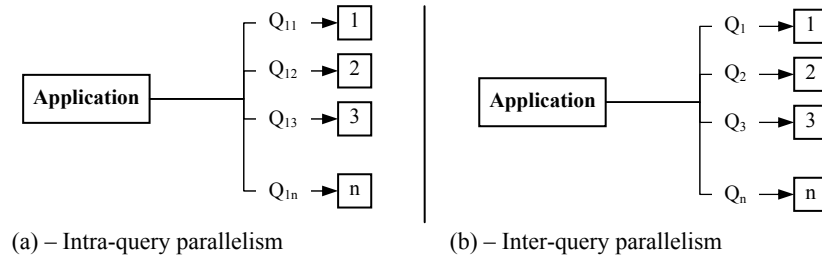 Application
Q11 1
Q12 2
Q13 3
Q1n n
(a) – Intra-query parallelism
Application
Q1 1
Q2 2
Q3 3
Qn n
(b) – Inter-query parallelism